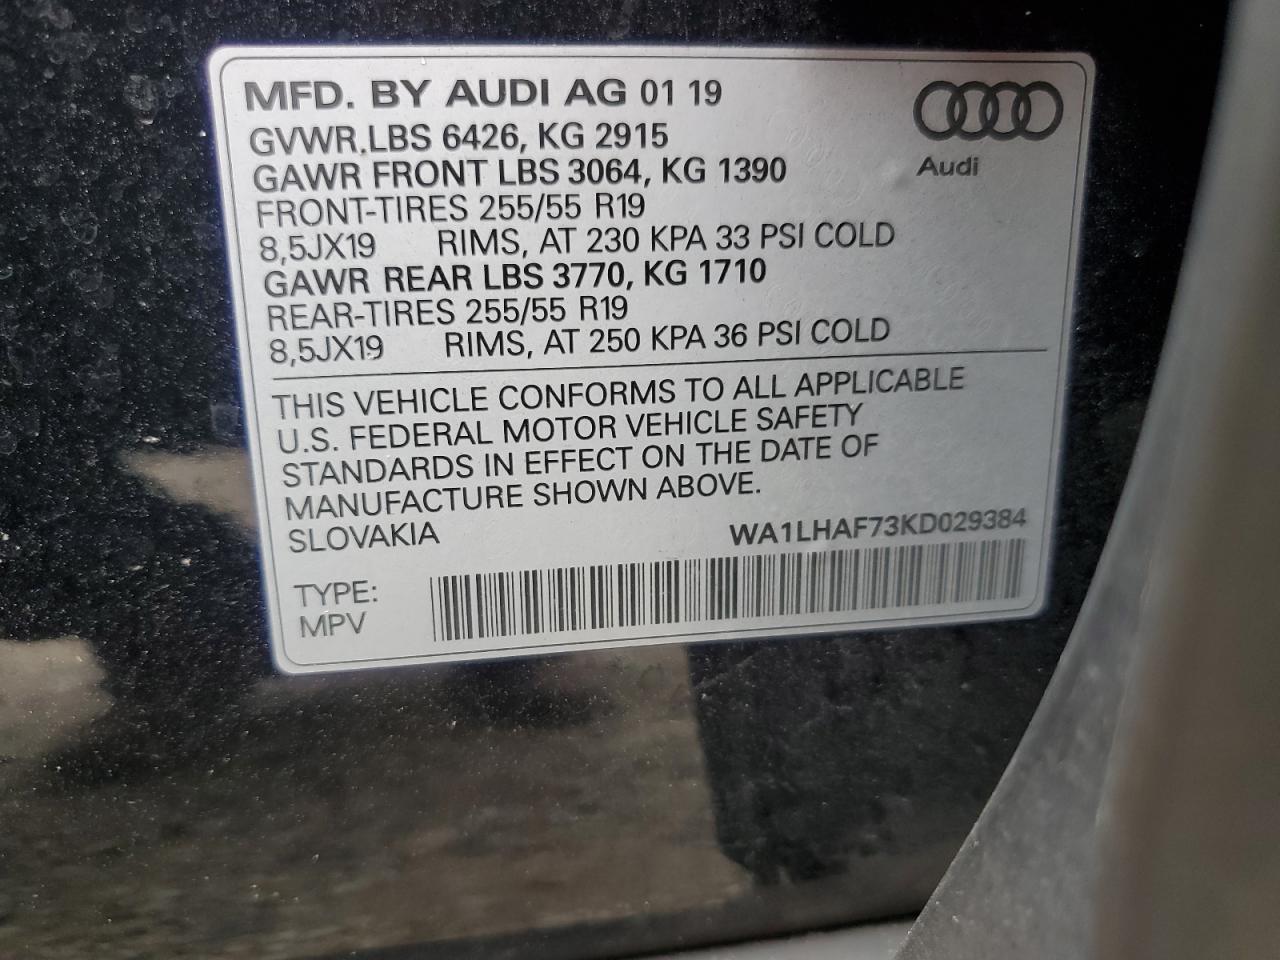 MFD. BY AUDI AG 01 19
GVWR.LBS 6426, KG 2915
GAWR FRONT LBS 3064, KG 1390
FRONT-TIRES 255/55 R19
8,5JX19 RIMS, AT 230 KPA 33 PSI COLD
GAWR REAR LBS 3770, KG 1710
REAR-TIRES 255/55 R19
8,5JX19 RIMS, AT 250 KPA 36 PSI COLD
Audi
THIS VEHICLE CONFORMS TO ALL APPLICABLE
U.S. FEDERAL MOTOR VEHICLE SAFETY
STANDARDS IN EFFECT ON THE DATE OF
MANUFACTURE SHOWN ABOVE.
SLOVAKIA WA1LHAF73KD029384
TYPE:
MPV